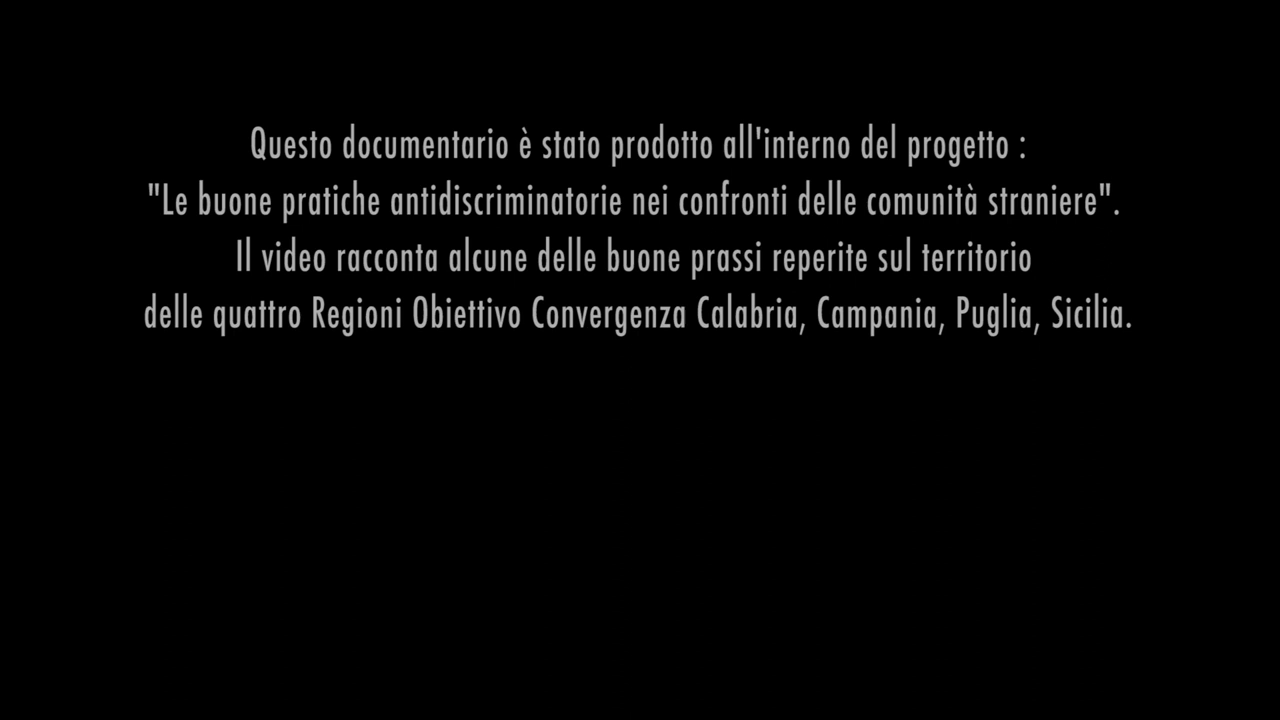 Questo documentario è stato prodotto all'interno del progetto :
"Le buone pratiche antidiscriminatorie nei confronti delle comunità straniere".
Il video racconta alcune delle buone prassi reperite sul territorio
delle quattro Regioni Obiettivo Convergenza Calabria, Campania, Puglia, Sicilia.